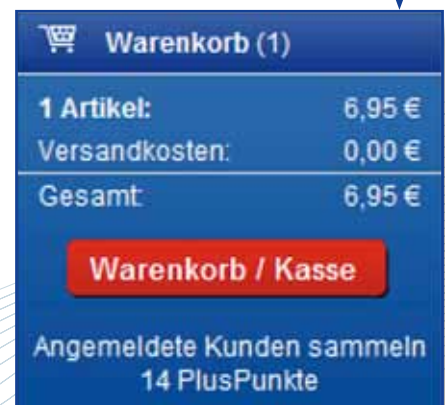 Warenkorb (1)
1 Artikel: 6,95 €
Versandkosten: 0,00 €
Gesamt: 6,95 €
Warenkorb / Kasse
Angemeldete Kunden sammeln
14 PlusPunkte